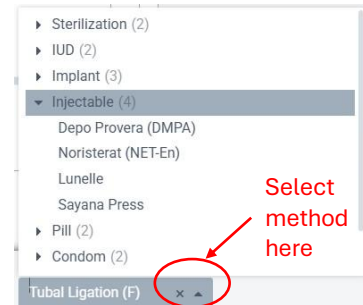 Sterilization (2)
IUD (2)
Implant (3)
Injectable (4)
Depo Provera (DMPA)
Noristerat (NET-En)
Lunelle
Sayana Press
Pill (2)
Condom (2)
Select
method
here
Tubal Ligation (F)